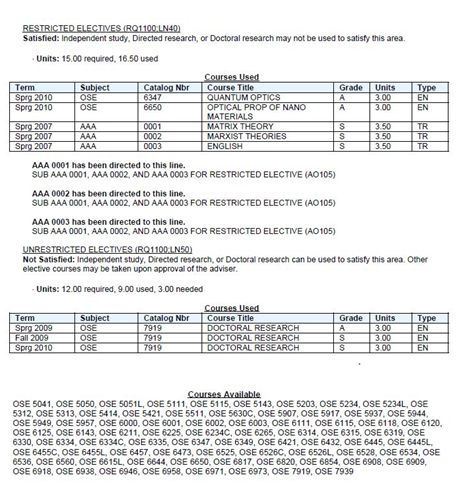 RESTRICTED ELECTIVES (RQ1100;LN40)
Satisfied: Independent study, Directed research, or Doctoral research may not be used to satisfy this area.
· Units: 15.00 required, 16.50 used
Courses Used
Term Subject Catalog Nbr Course Title Grade Units Type
Sprg 2010 OSE 6347 QUANTUM OPTICS A 3.00 EN
Sprg 2010 OSE 6650 OPTICAL PROP OF NANO MATERIALS A 3.00 EN
Sprg 2007 AAA 0001 MATRIX THEORY S 3.50 TR
Sprg 2007 AAA 0002 MARXIST THEORIES S 3.50 TR
Sprg 2007 AAA 0003 ENGLISH S 3.50 TR
AAA 0001 has been directed to this line.
SUB AAA 0001, AAA 0002, AND AAA 0003 FOR RESTRICTED ELECTIVE (AO105)
AAA 0002 has been directed to this line.
SUB AAA 0001, AAA 0002, AND AAA 0003 FOR RESTRICTED ELECTIVE (AO105)
AAA 0003 has been directed to this line.
SUB AAA 0001, AAA 0002, AND AAA 0003 FOR RESTRICTED ELECTIVE (AO105)
UNRESTRICTED ELECTIVES (RQ1100;LN50)
Not Satisfied: Independent study, Directed research, or Doctoral research can be used to satisfy this area. Other
elective courses may be taken upon approval of the adviser.
· Units: 12.00 required, 9.00 used, 3.00 needed
Courses Used
Term Subject Catalog Nbr Course Title Grade Units Type
Sprg 2009 OSE 7919 DOCTORAL RESEARCH A 3.00 EN
Fall 2009 OSE 7919 DOCTORAL RESEARCH S 3.00 EN
Sprg 2010 OSE 7919 DOCTORAL RESEARCH S 3.00 EN
Courses Available
OSE 5041, OSE 5050, OSE 5051L, OSE 5111, OSE 5115, OSE 5143, OSE 5203, OSE 5234, OSE 5234L, OSE
5312, OSE 5313, OSE 5414, OSE 5421, OSE 5511, OSE 5630C, OSE 5907, OSE 5917, OSE 5937, OSE 5944,
OSE 5949, OSE 5957, OSE 6000, OSE 6001, OSE 6002, OSE 6003, OSE 6111, OSE 6115, OSE 6118, OSE 6120,
OSE 6125, OSE 6143, OSE 6211, OSE 6225, OSE 6234C, OSE 6265, OSE 6314, OSE 6315, OSE 6319, OSE
6330, OSE 6334, OSE 6334C, OSE 6335, OSE 6347, OSE 6349, OSE 6421, OSE 6432, OSE 6445, OSE 6445L,
OSE 6455C, OSE 6455L, OSE 6457, OSE 6473, OSE 6525, OSE 6526C, OSE 6526L, OSE 6528, OSE 6534, OSE
6536, OSE 6560, OSE 6615L, OSE 6644, OSE 6650, OSE 6817, OSE 6820, OSE 6854, OSE 6908, OSE 6909,
OSE 6918, OSE 6938, OSE 6946, OSE 6958, OSE 6971, OSE 6973, OSE 7919, OSE 7939